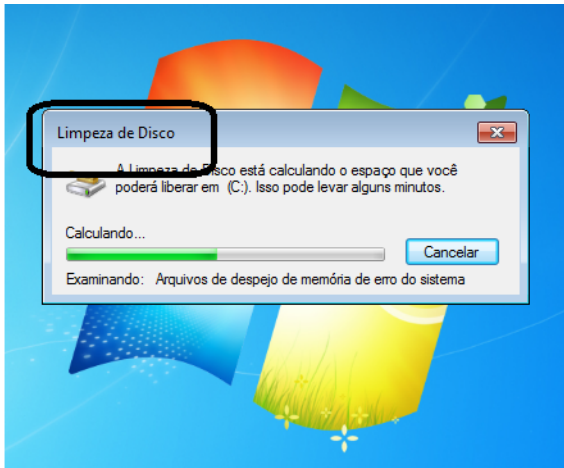 Limpeza de Disco
A Limpeza de Disco está calculando o espaço que você
poderá liberar em (C:). Isso pode levar alguns minutos.
Calculando...
Cancelar
Examinando: Arquivos de despejo de memória de erro do sistema